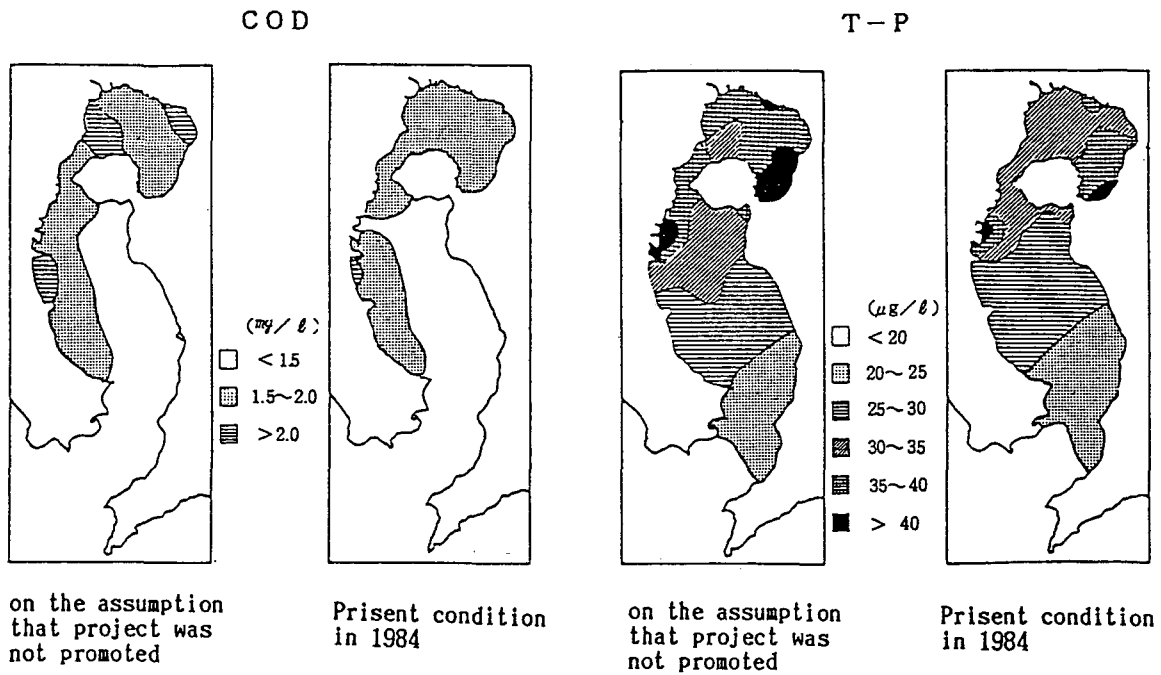 COD
T-P
(mg/ℓ)
<1.5
1.5～2.0
>2.0
(μg/ℓ)
<20
20～25
25～30
30～35
35～40
> 40
on the assumption
that project was
not promoted
Prisent condition
in 1984
on the assumption
that project was
not promoted
Prisent condition
in 1984